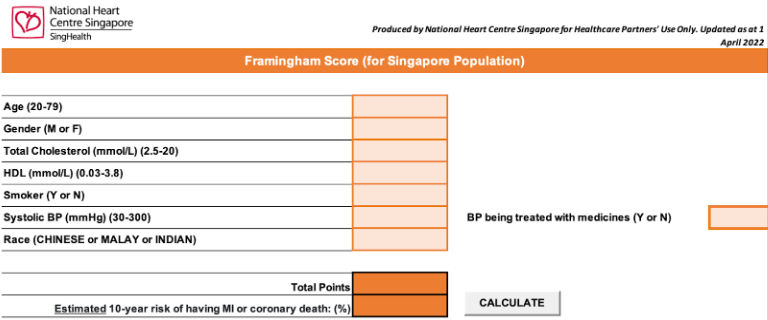 National Heart
Centre Singapore
SingHealth
Produced by National Heart Centre Singapore for Healthcare Partners' Use Only. Updated as at 1
April 2022
Framingham Score (for Singapore Population)
Age (20-79)
Gender (M or F)
Total Cholesterol (mmol/L) (2.5-20)
HDL (mmol/L) (0.03-3.8)
Smoker (Y or N)
Systolic BP (mmHg) (30-300)
BP being treated with medicines (Y or N)
Race (CHINESE or MALAY or INDIAN)
Total Points
Estimated 10-year risk of having MI or coronary death: (%)
CALCULATE